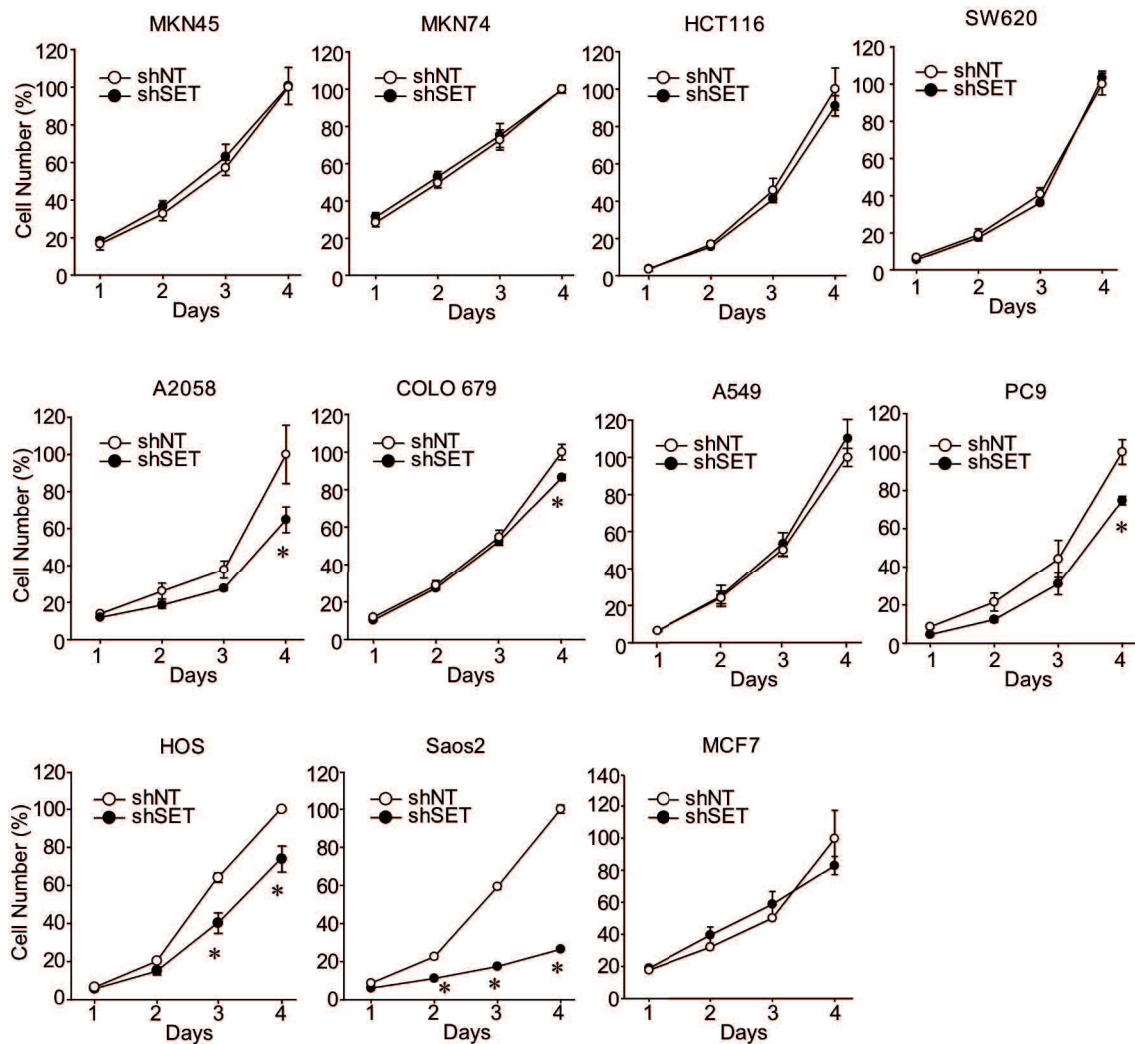 MKN45
MKN74
HCT116
SW620
Cell Number (%)
120
100
80
60
40
20
0
shNT
shSET
1 2 3 4
Days
120
100
80
60
40
20
0
shNT
shSET
1 2 3 4
Days
120
100
80
60
40
20
0
shNT
shSET
1 2 3 4
Days
120
100
80
60
40
20
0
shNT
shSET
1 2 3 4
Days
A2058
COLO 679
A549
PC9
Cell Number (%)
120
100
80
60
40
20
0
shNT
shSET
*
1 2 3 4
Days
120
100
80
60
40
20
0
shNT
shSET
*
1 2 3 4
Days
120
100
80
60
40
20
0
shNT
shSET
1 2 3 4
Days
120
100
80
60
40
20
0
shNT
shSET
*
1 2 3 4
Days
HOS
Saos2
MCF7
Cell Number (%)
120
100
80
60
40
20
0
shNT
shSET
* *
1 2 3 4
Days
120
100
80
60
40
20
0
shNT
shSET
* * *
1 2 3 4
Days
140
120
100
80
60
40
20
0
shNT
shSET
1 2 3 4
Days